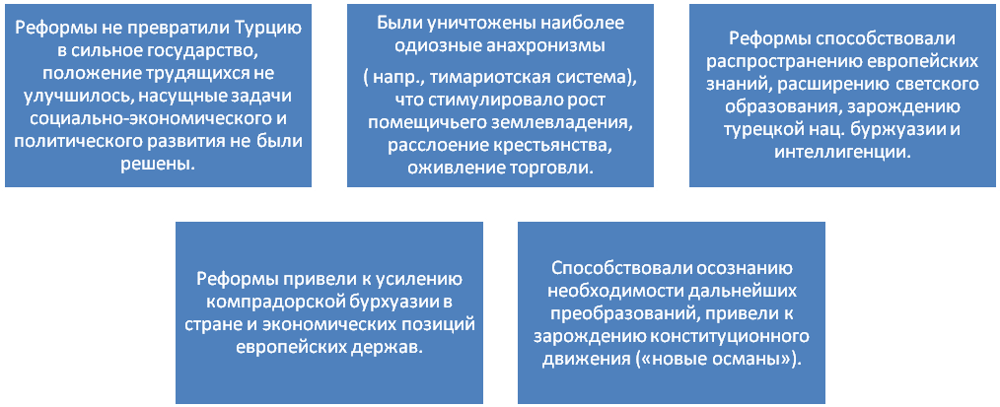 Реформы не превратили Турцию
в сильное государство,
положение трудящихся не
улучшилось, насущные задачи
социально-экономического и
политического развития не были
решены.
Были уничтожены наиболее
одиозные анахронизмы
( напр., тимариотская система),
что стимулировало рост
помещичьего землевладения,
расслоение крестьянства,
оживление торговли.
Реформы способствовали
распространению европейских
знаний, расширению светского
образования, зарождению
турецкой нац. буржуазии и
интеллигенции.
Реформы привели к усилению
компрадорской бурхуазии в
стране и экономических позиций
европейских держав.
Способствовали осознанию
необходимости дальнейших
преобразований, привели к
зарождению конституционного
движения («новые османы»).